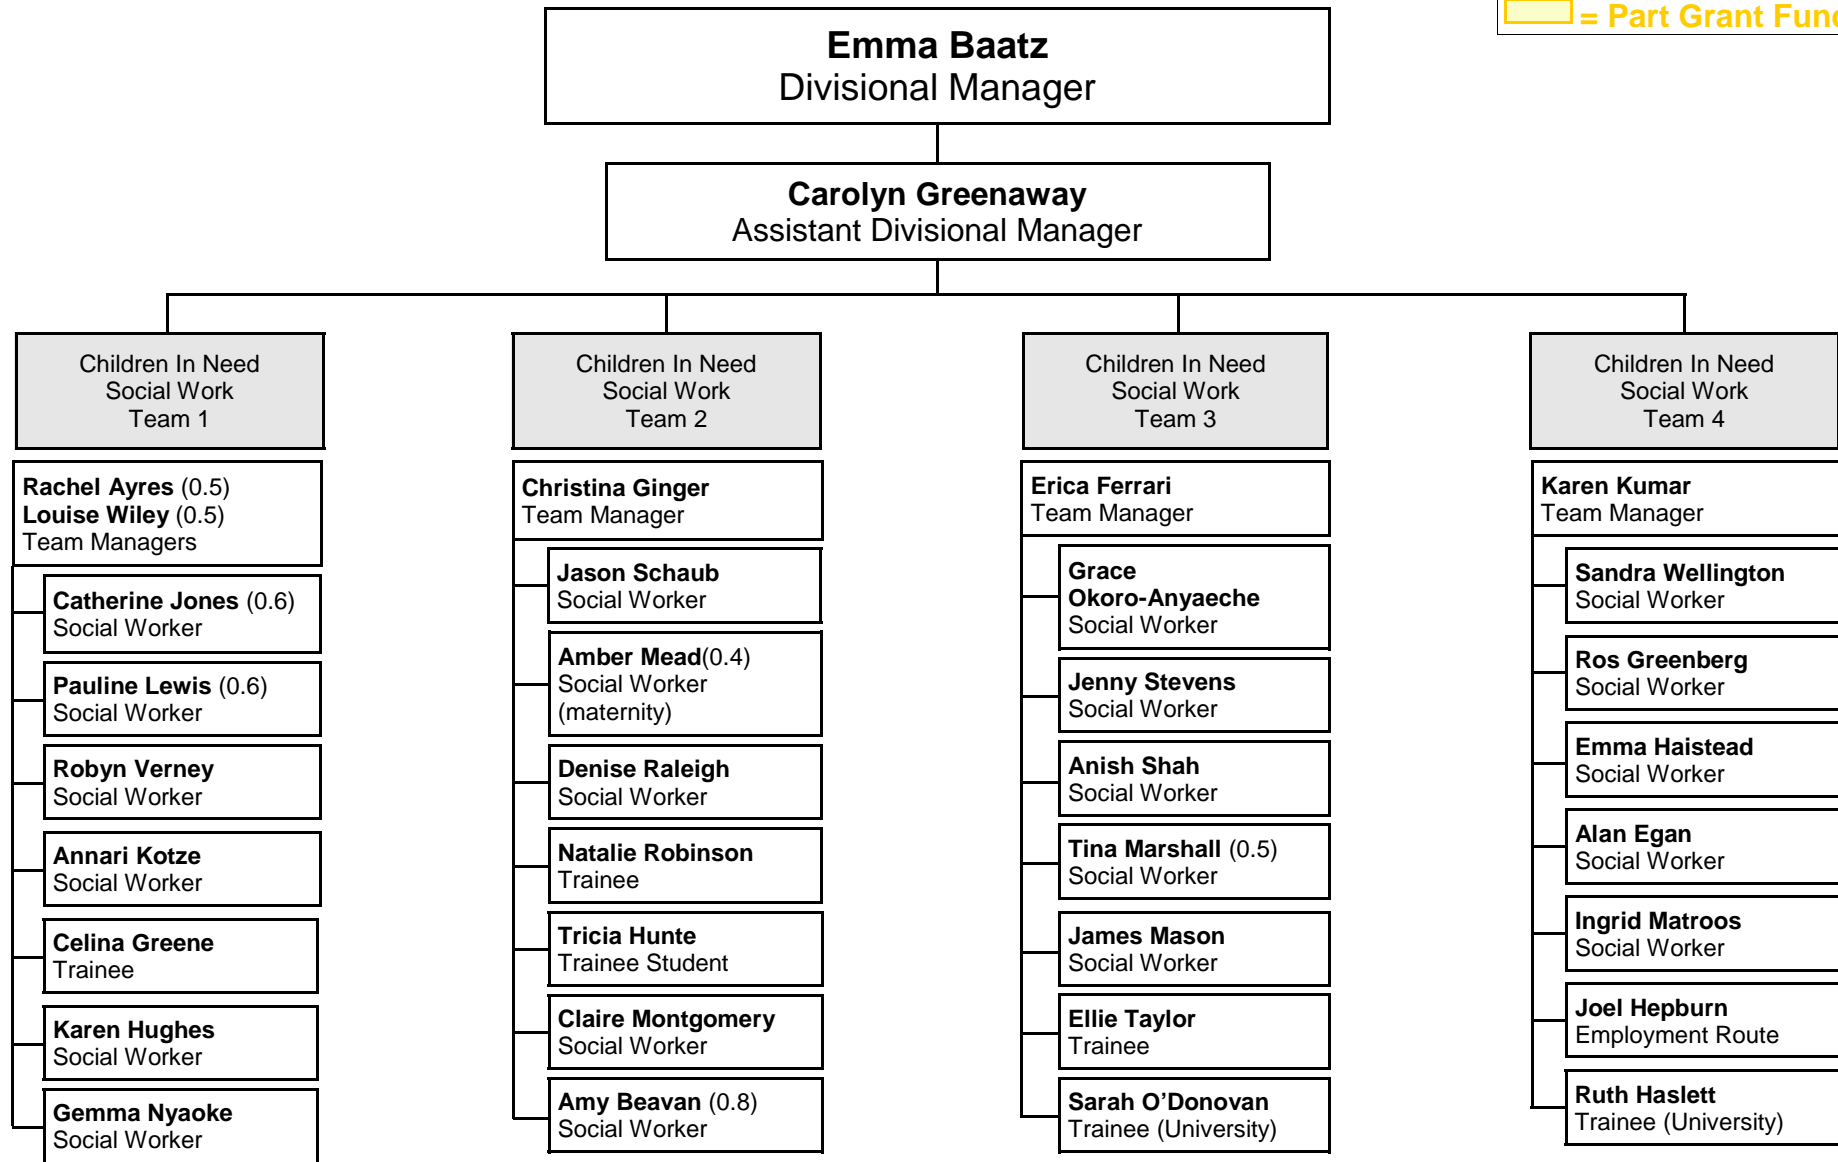 = Part Grant
Emma Baatz
Divisional Manager
Carolyn Greenaway
Assistant Divisional Manager
Children In Need
Social Work
Team 1
Rachel Ayres (0.5)
Louise Wiley (0.5)
Team Managers
Catherine Jones (0.6)
Social Worker
Pauline Lewis (0.6)
Social Worker
Robyn Verney
Social Worker
Annari Kotze
Social Worker
Celina Greene
Trainee
Karen Hughes
Social Worker
Gemma Nyaoke
Social Worker
Children In Need
Social Work
Team 2
Christina Ginger
Team Manager
Jason Schaub
Social Worker
Amber Mead(0.4)
Social Worker
(maternity)
Denise Raleigh
Social Worker
Natalie Robinson
Trainee
Tricia Hunte
Trainee Student
Claire Montgomery
Social Worker
Amy Beavan (0.8)
Social Worker
Children In Need
Social Work
Team 3
Erica Ferrari
Team Manager
Grace
Okoro-Anyaeche
Social Worker
Jenny Stevens
Social Worker
Anish Shah
Social Worker
Tina Marshall (0.5)
Social Worker
James Mason
Social Worker
Ellie Taylor
Trainee
Sarah O’Donovan
Trainee (University)
Children In Need
Social Work
Team 4
Karen Kumar
Team Manager
Sandra Wellington
Social Worker
Ros Greenberg
Social Worker
Emma Haistead
Social Worker
Alan Egan
Social Worker
Ingrid Matroos
Social Worker
Joel Hepburn
Employment Route
Ruth Haslett
Trainee (University)